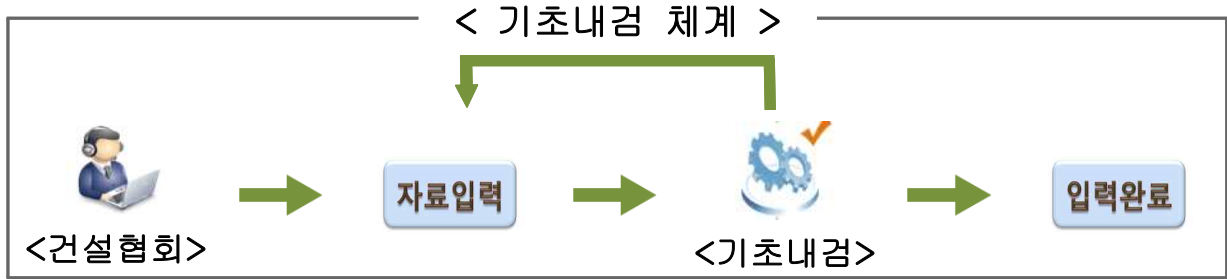 < 기초내검 체계 >
자료입력
입력완료
<건설협회>
<기초내검>